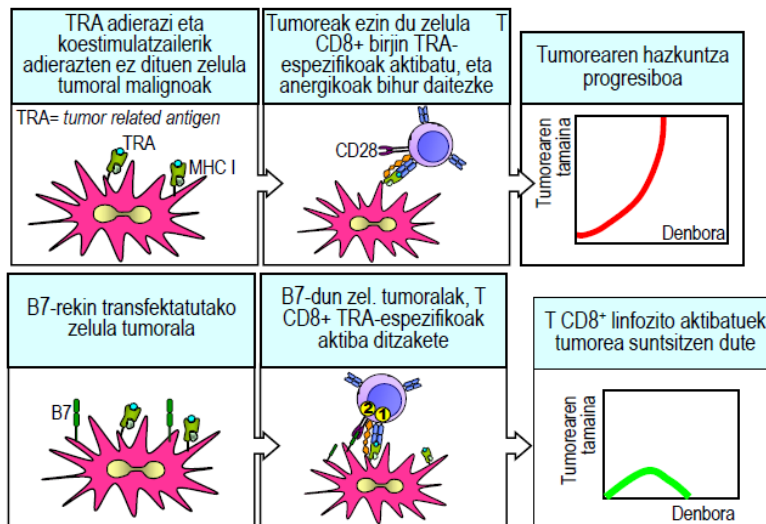 TRA adierazi eta
koestimulatzailerik
adierazten ez dituen zelula
tumoral malignoak
TRA= tumor related antigen
TRA
MHC I
Tumoreak ezin du zelula T
CD8+ birjin TRA-
espezifikoak aktibatu, eta
anergikoak bihur daitezke
CD28
Tumorearen hazkuntza
progresiboa
Tumorearen
tamaina
Denbora
B7-rekin transfektatutako
zelula tumorala
B7
B7-dun zel. tumoralak, T
CD8+ TRA-espezifikoak
aktiba ditzakete
2 1
T CD8⁺ linfozito aktibatuek
tumorea suntsitzen dute
Tumorearen
tamaina
Denbora